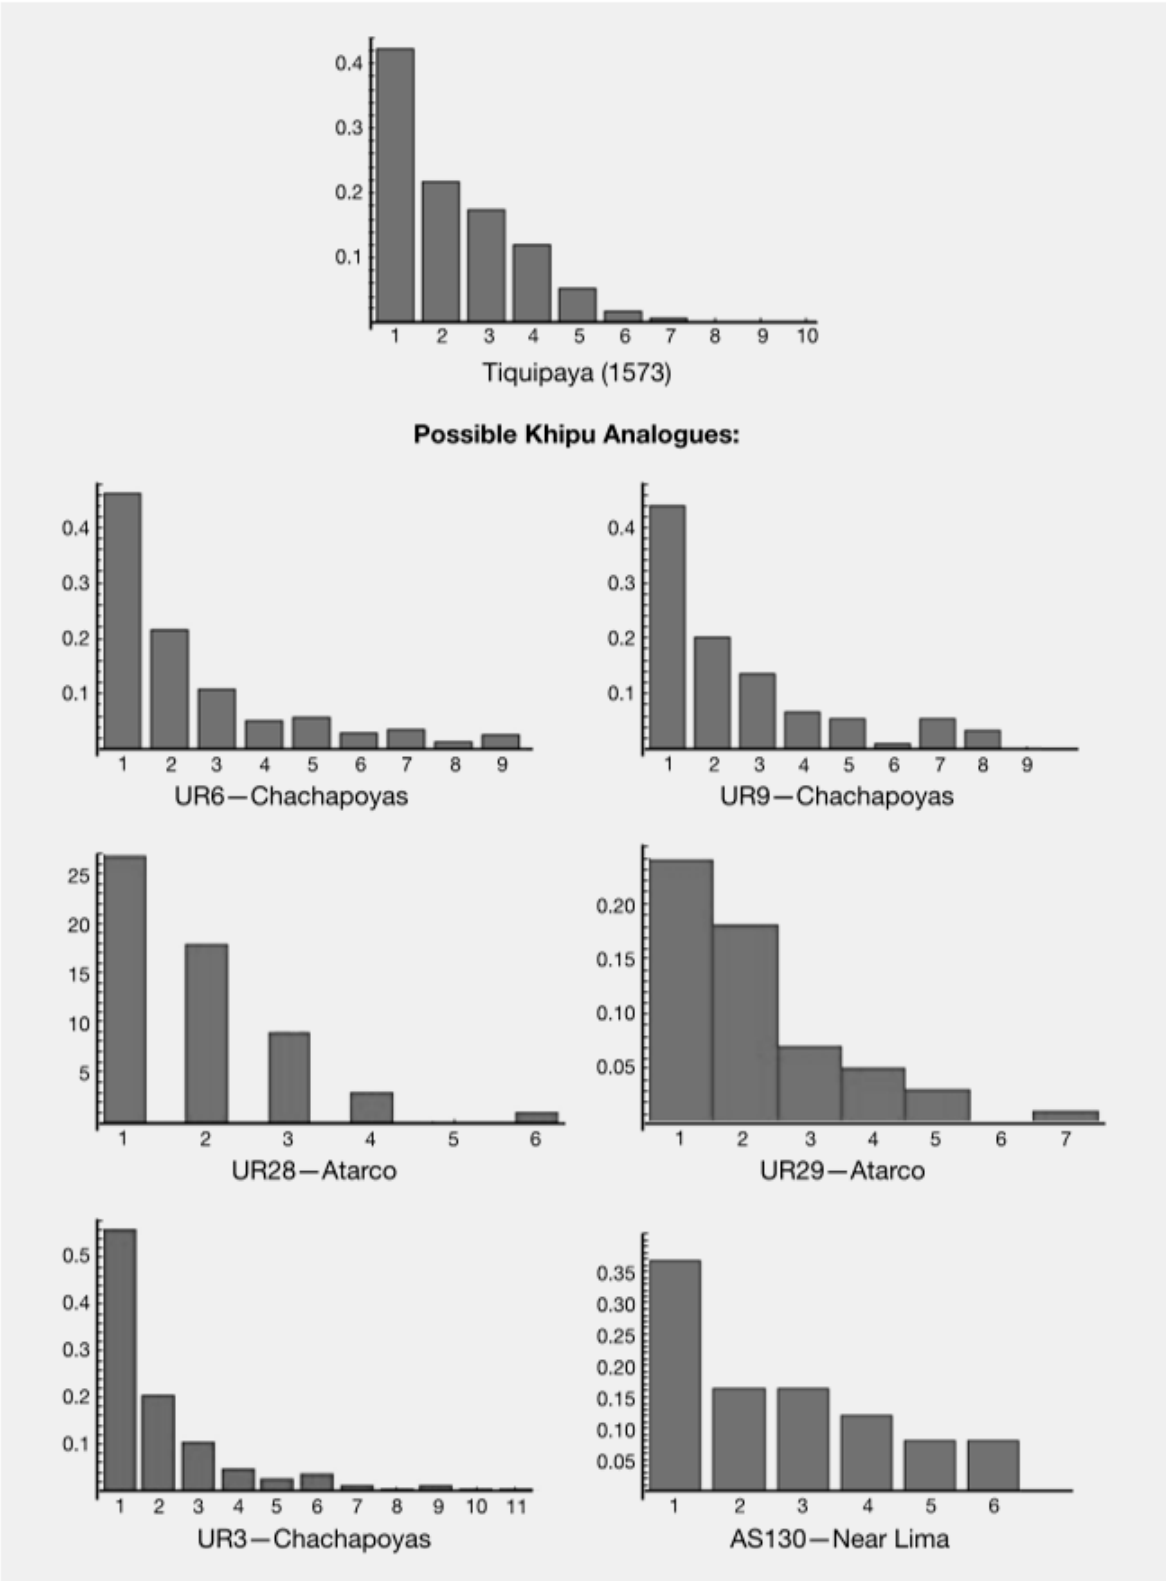 0.4
0.3
0.2
0.1
1 2 3 4 5 6 7 8 9 10
Tiquipaya (1573)
Possible Khipu Analogues:
0.4
0.3
0.2
0.1
1 2 3 4 5 6 7 8 9
UR6—Chachapoyas
0.4
0.3
0.2
0.1
1 2 3 4 5 6 7 8 9
UR9—Chachapoyas
25
20
15
10
5
1 2 3 4 5 6
UR28—Atarco
0.20
0.15
0.10
0.05
1 2 3 4 5 6 7
UR29—Atarco
0.5
0.4
0.3
0.2
0.1
1 2 3 4 5 6 7 8 9 10 11
UR3—Chachapoyas
0.35
0.30
0.25
0.20
0.15
0.10
0.05
1 2 3 4 5 6
AS130—Near Lima